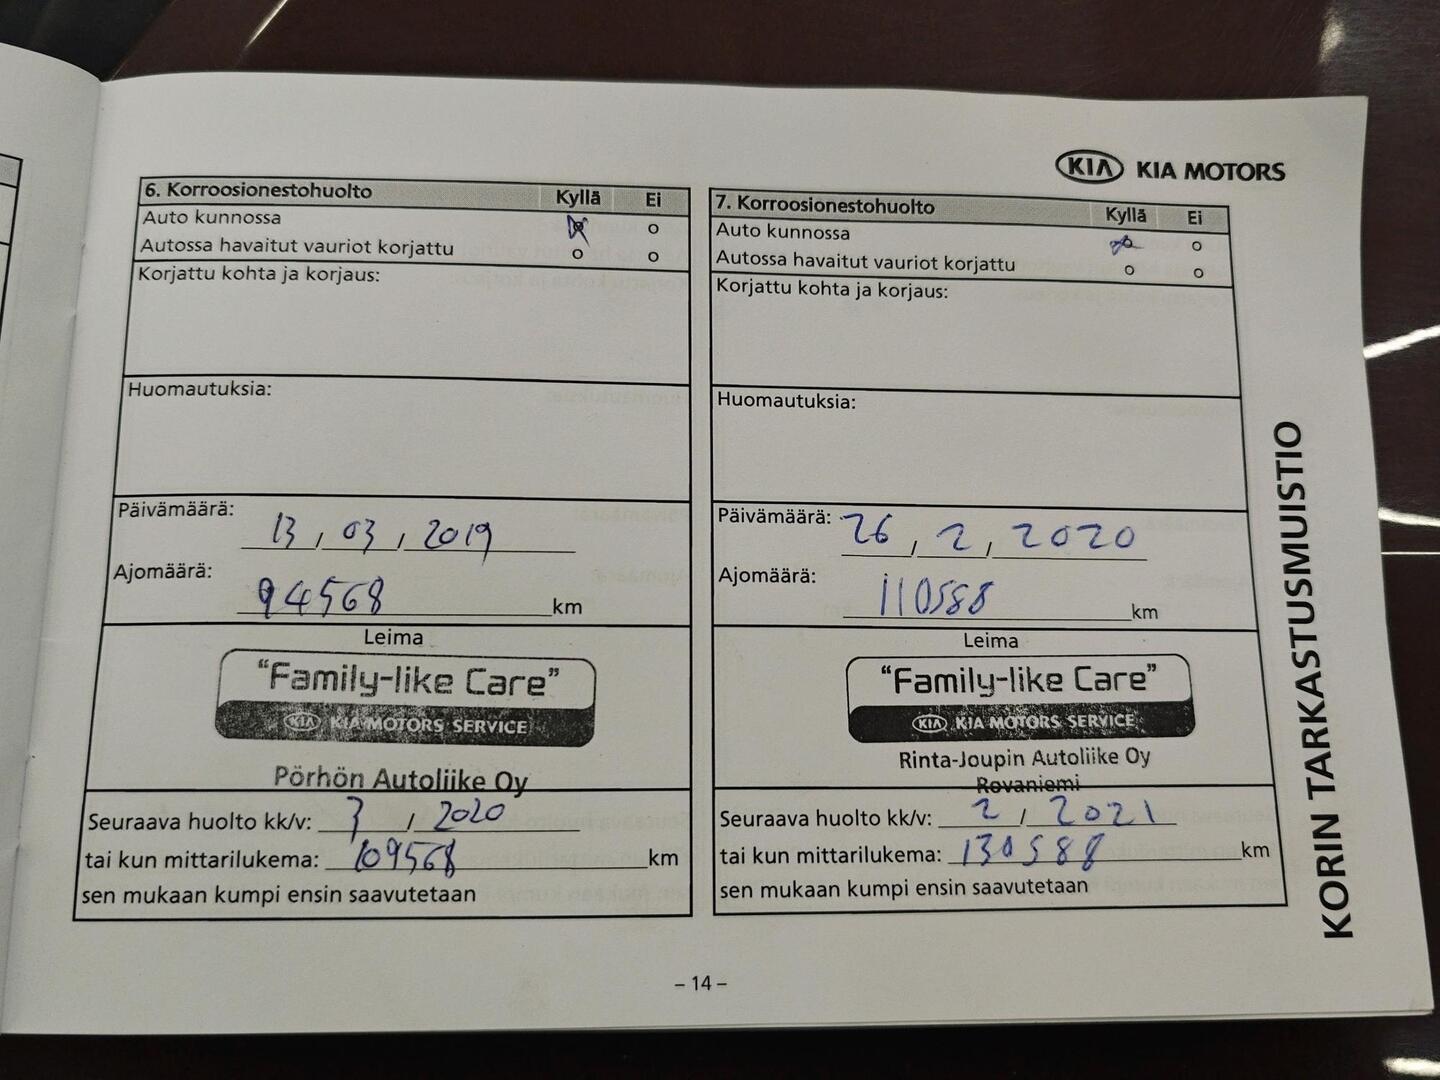 KIA KIA MOTORS
6. Korroosionestohuolto Kyllä Ei
Auto kunnossa
Autossa havaitut vauriot korjattu
Korjattu kohta ja korjaus:
Huomautuksia:
Päivämäärä: 13, 03, 2019
Ajomäärä: 94568 km
Leima
“Family-like Care”
KIA KIA MOTORS SERVICE
Pörhön Autoliike Oy
Seuraava huolto kk/v: 3 / 2020
tai kun mittarilukema: 109568 km
sen mukaan kumpi ensin saavutetaan
7. Korroosionestohuolto Kyllä Ei
Auto kunnossa
Autossa havaitut vauriot korjattu
Korjattu kohta ja korjaus:
Huomautuksia:
Päivämäärä: 26, 2, 2020
Ajomäärä: 110588 km
Leima
“Family-like Care”
KIA KIA MOTORS SERVICE
Rinta-Joupin Autoliike Oy
Rovaniemi
Seuraava huolto kk/v: 2 / 2021
tai kun mittarilukema: 130588 km
sen mukaan kumpi ensin saavutetaan
KORIN TARKASTUSMUISTIO
– 14 –